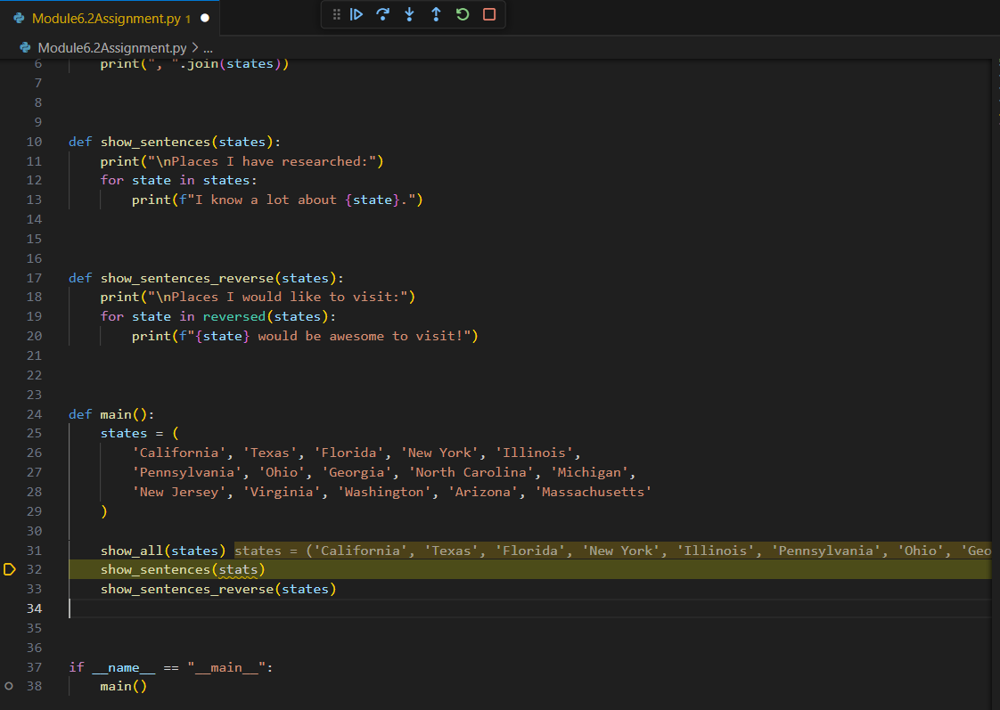 Module6.2Assignment.py 1
Module6.2Assignment.py > ...
6 print(", ".join(states))
7
8
9
10 def show_sentences(states):
11 print("\nPlaces I have researched:")
12 for state in states:
13 print(f"I know a lot about {state}.")
14
15
16
17 def show_sentences_reverse(states):
18 print("\nPlaces I would like to visit:")
19 for state in reversed(states):
20 print(f"{state} would be awesome to visit!")
21
22
23
24 def main():
25 states = (
26 'California', 'Texas', 'Florida', 'New York', 'Illinois',
27 'Pennsylvania', 'Ohio', 'Georgia', 'North Carolina', 'Michigan',
28 'New Jersey', 'Virginia', 'Washington', 'Arizona', 'Massachusetts'
29 )
30
31 show_all(states) states = ('California', 'Texas', 'Florida', 'New York', 'Illinois', 'Pennsylvania', 'Ohio', 'Geo
32 show_sentences(stats)
33 show_sentences_reverse(states)
34
35
36
37 if __name__ == "__main__":
38 main()